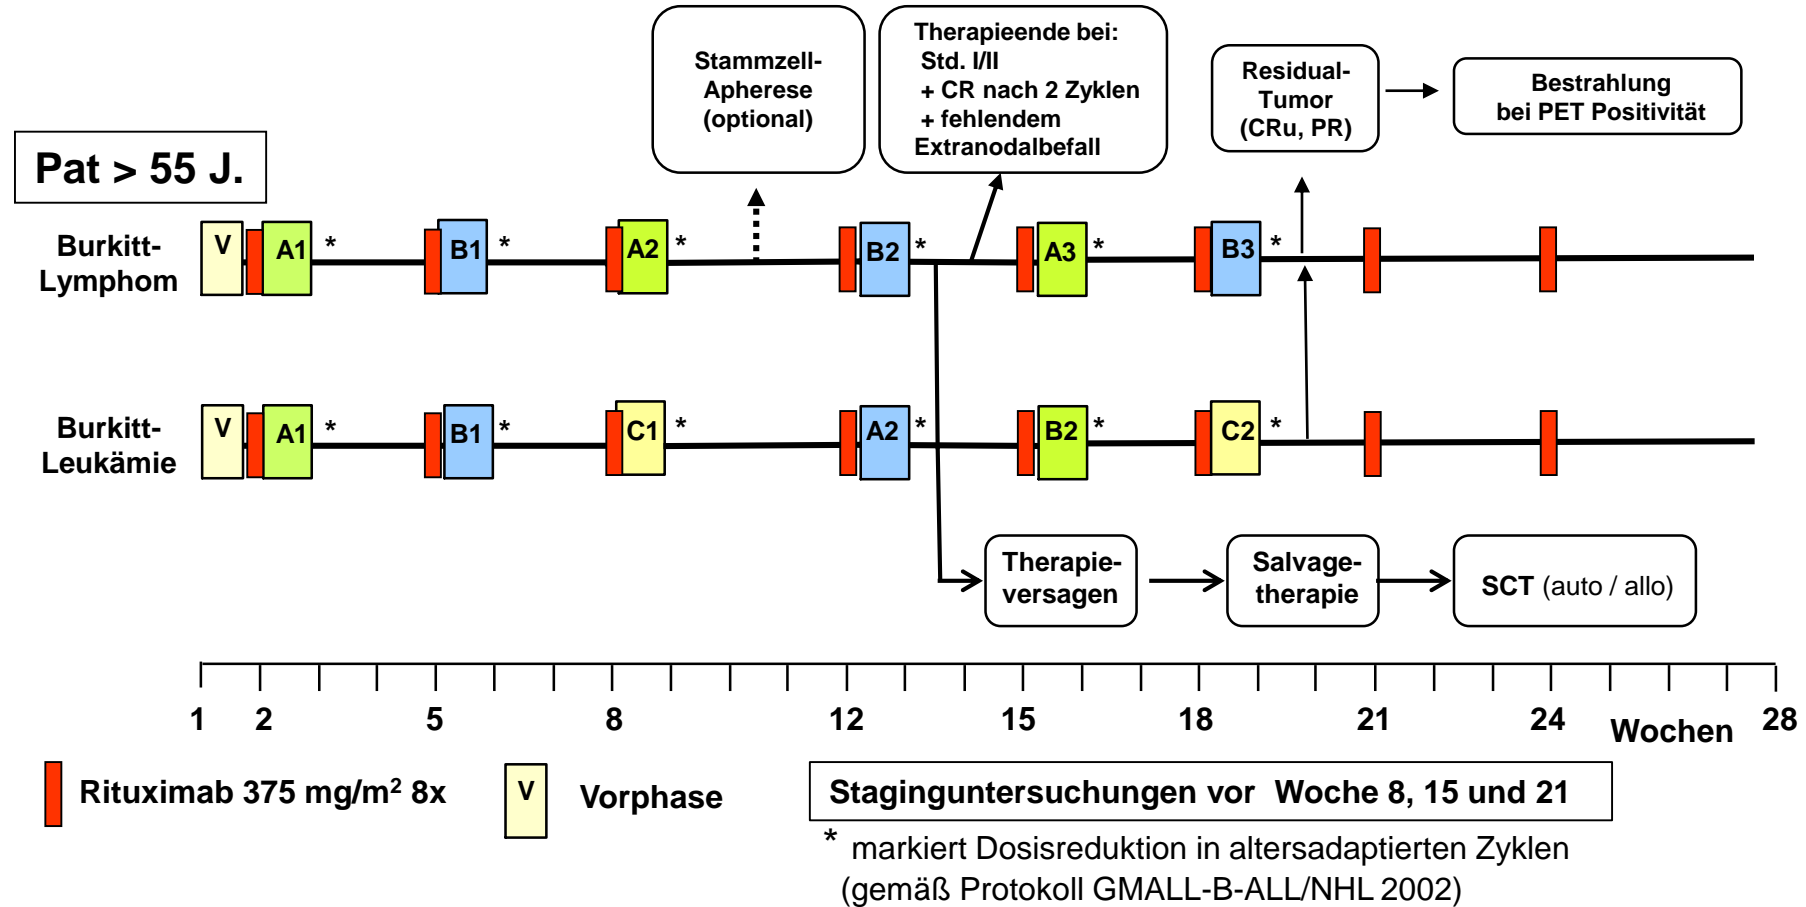 Stammzell-
Apherese
(optional)
Therapieende bei:
Std. I/II
+ CR nach 2 Zyklen
+ fehlendem
Extranodalbefall
Residual-
Tumor
(CRu, PR)
Bestrahlung
bei PET Positivität
Pat > 55 J.
Burkitt-
Lymphom
V A1 * B1 * A2 * B2 * A3 * B3 *
Burkitt-
Leukämie
V A1 * B1 * C1 * A2 * B2 * C2 *
Therapie-
versagen
Salvage-
therapie
SCT (auto / allo)
1 2 5 8 12 15 18 21 24 Wochen 28
Rituximab 375 mg/m² 8x
V Vorphase
Staginguntersuchungen vor Woche 8, 15 und 21
* markiert Dosisreduktion in altersadaptierten Zyklen
(gemäß Protokoll GMALL-B-ALL/NHL 2002)